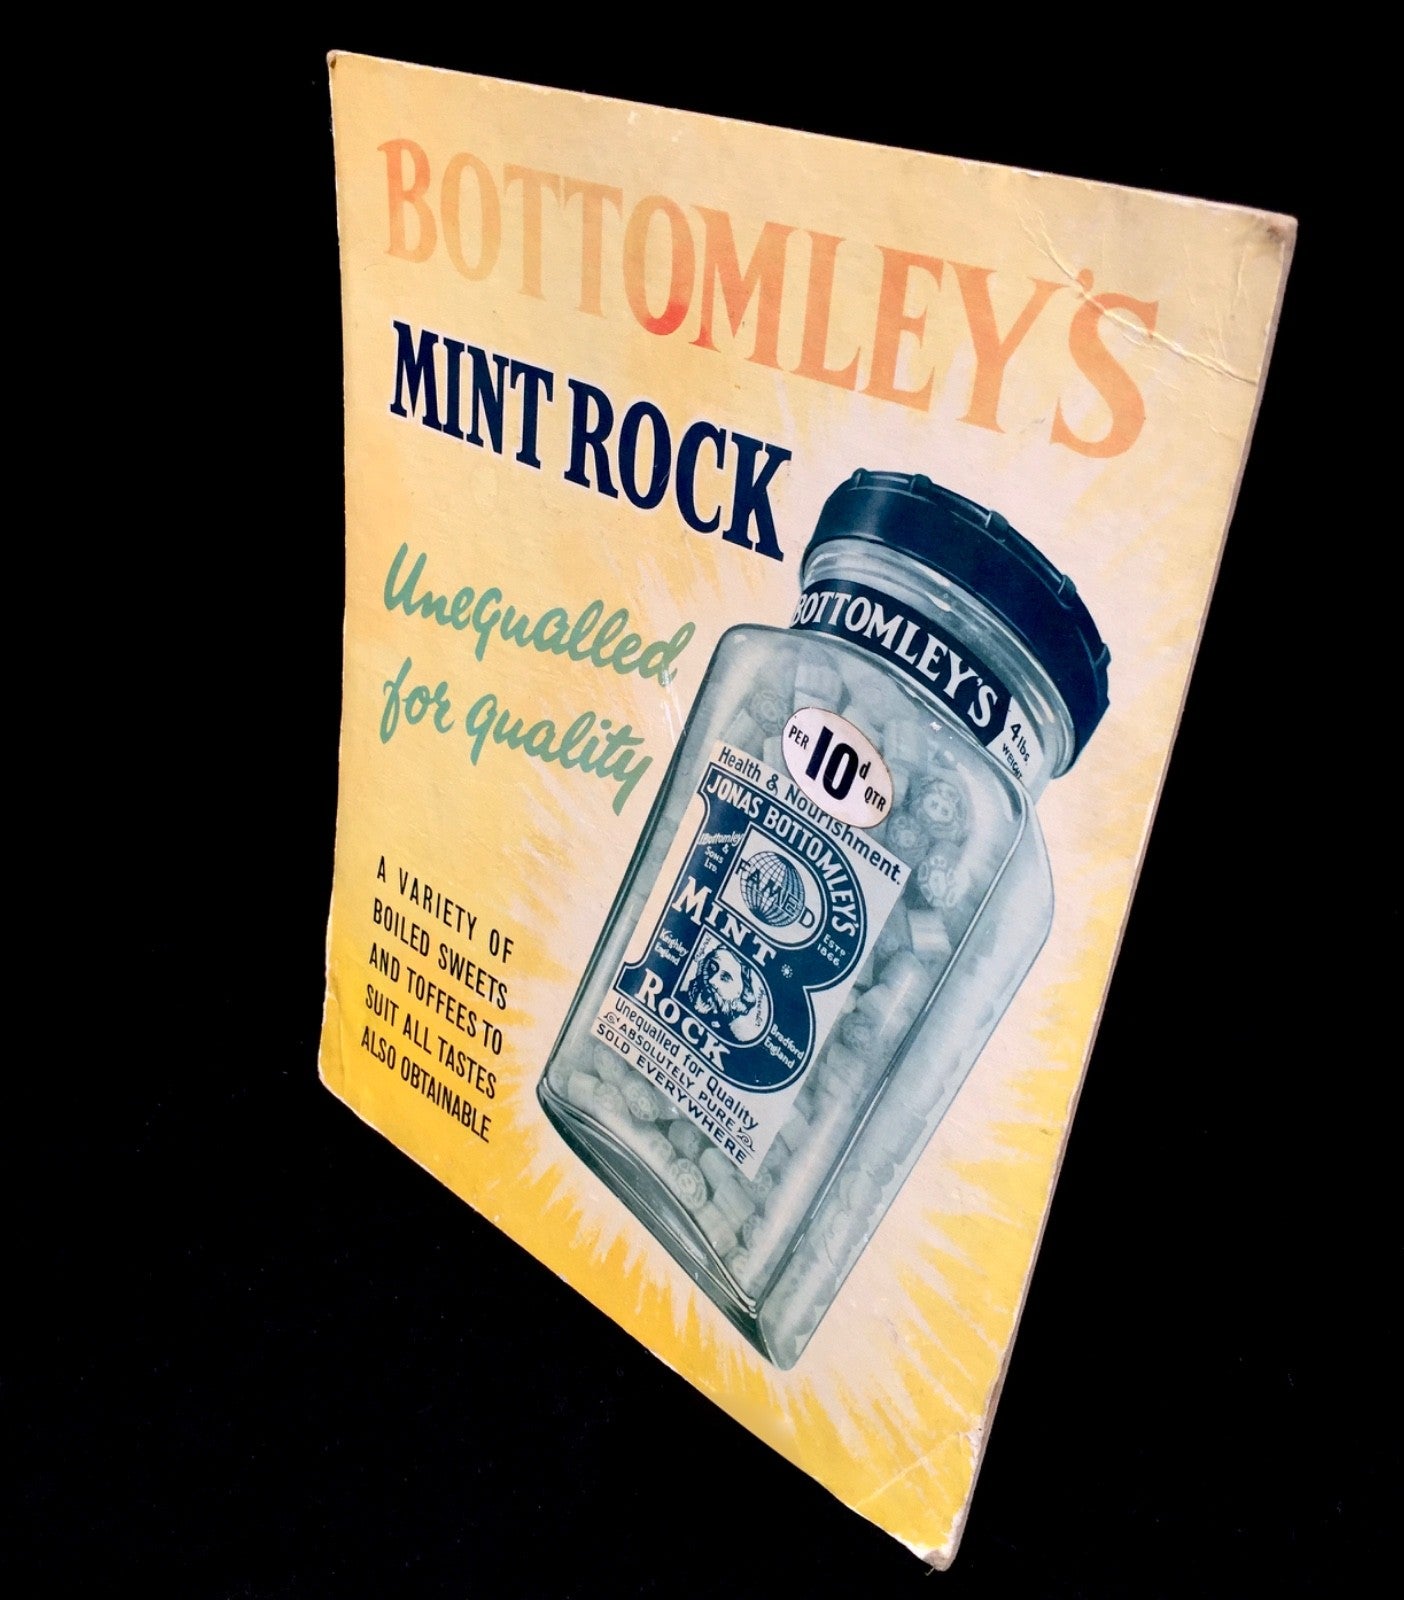 BOTTOMLEY'S
MINT ROCK
Unequalled
for quality
A VARIETY OF
BOILED SWEETS
AND TOFFEES TO
SUIT ALL TASTES
ALSO OBTAINABLE
BOTTOMLEY'S
4 lbs.
WEIGHT
PER 10d QTR
Health & Nourishment.
JONAS BOTTOMLEY'S
Bottomley
&
Sons
Ltd.
FAMED
MINT
ESTD
1866
Keighley
England
ROCK
Bradford
England
Unequalled for Quality
ABSOLUTELY PURE
SOLD EVERYWHERE